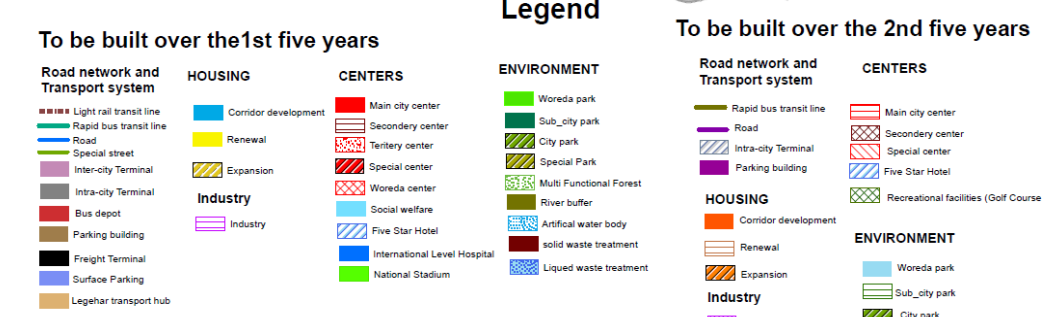 Legend
To be built over the1st five years
Road network and
Transport system
Light rail transit line
Rapid bus transit line
Road
Special street
Inter-city Terminal
Intra-city Terminal
Bus depot
Parking building
Freight Terminal
Surface Parking
Legehar transport hub
HOUSING
Corridor development
Renewal
Expansion
Industry
Industry
CENTERS
Main city center
Secondery center
Teritery center
Special center
Woreda center
Social welfare
Five Star Hotel
International Level Hospital
National Stadium
ENVIRONMENT
Woreda park
Sub_city park
City park
Special Park
Multi Functional Forest
River buffer
Artifical water body
solid waste treatment
Liqued waste treatment
To be built over the 2nd five years
Road network and
Transport system
Rapid bus transit line
Road
Intra-city Terminal
Parking building
HOUSING
Corridor development
Renewal
Expansion
Industry
CENTERS
Main city center
Secondery center
Special center
Five Star Hotel
Recreational facilities (Golf Course
ENVIRONMENT
Woreda park
Sub_city park
City park